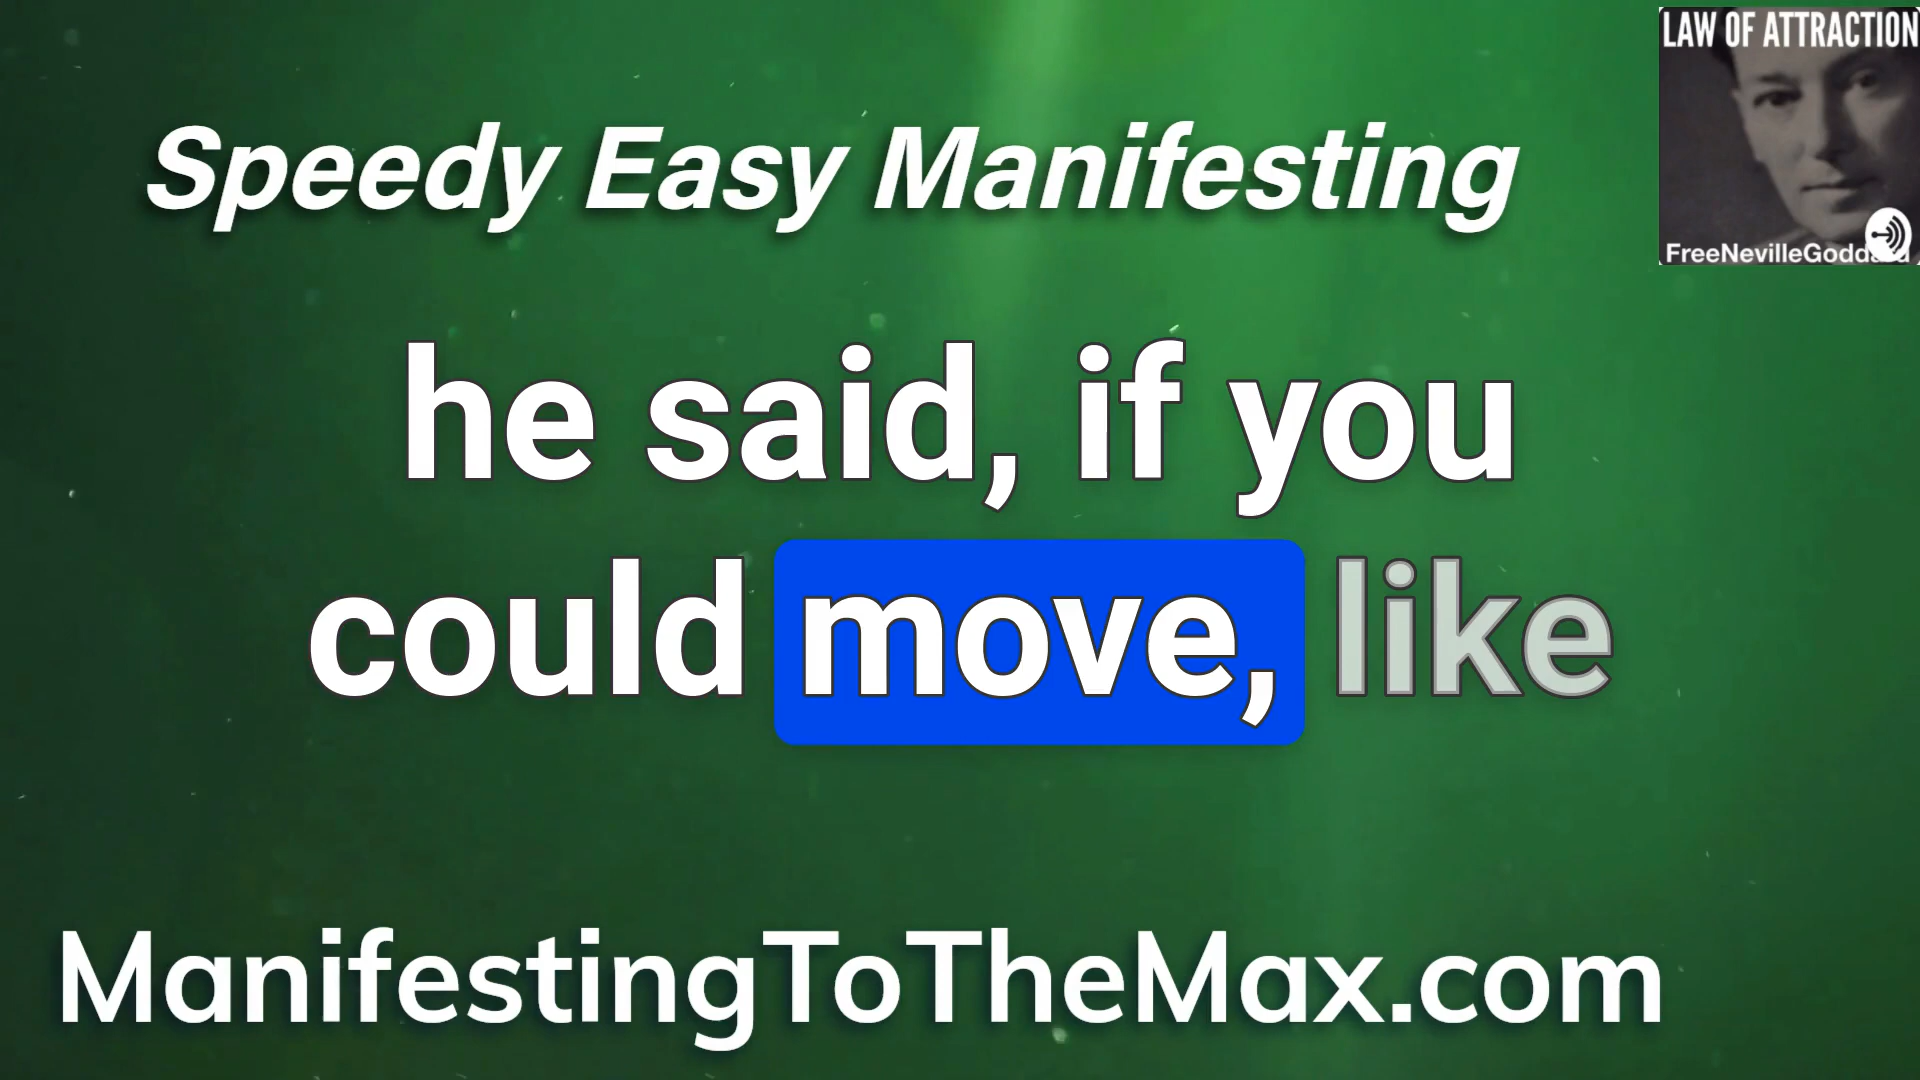 LAW OF ATTRACTION
Speedy Easy Manifesting
FreeNevilleGodd
he said, if you
could move, like
ManifestingToTheMax.com